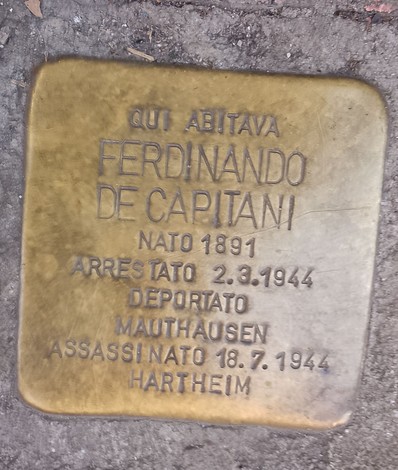 QUI ABITAVA
FERDINANDO
DE CAPITANI
NATO 1891
ARRESTATO 2.3.1944
DEPORTATO
MAUTHAUSEN
ASSASSINATO 18.7.1944
HARTHEIM